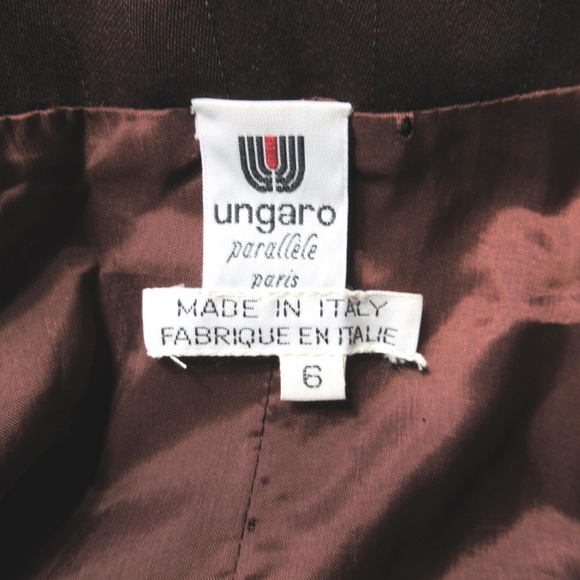 ungaro
parallèle
paris
MADE IN ITALY
FABRIQUE EN ITALIE
6